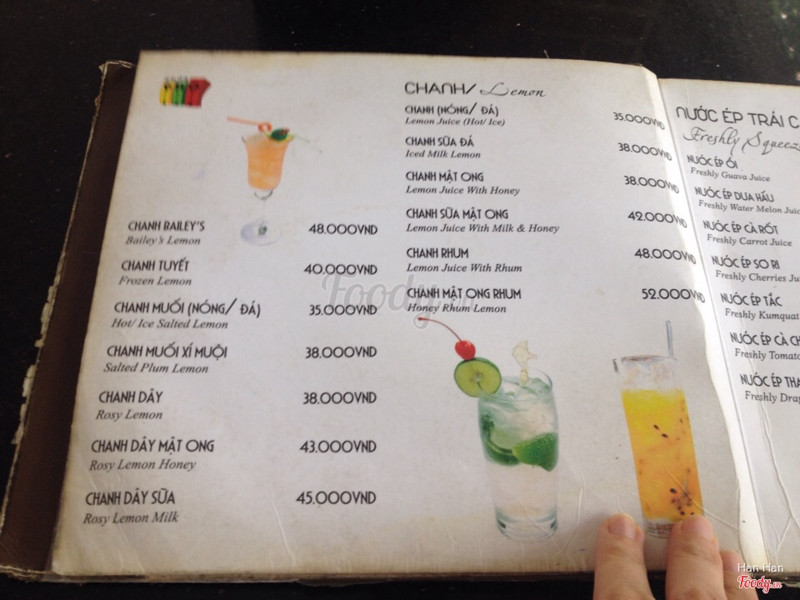 CHANH/ Lemon
CHANH (NÓNG/ ĐÁ) 35.000VND
Lemon Juice (Hot/ Ice)
CHANH SỮA ĐÁ 38.000VND
Iced Milk Lemon
CHANH MẬT ONG 38.000VND
Lemon Juice With Honey
CHANH SỮA MẬT ONG 42.000VND
Lemon Juice With Milk & Honey
CHANH RHUM 48.000VND
Lemon Juice With Rhum
CHANH MẬT ONG RHUM 52.000VND
Honey Rhum Lemon
CHANH BAILEY'S 48.000VND
Bailey's Lemon
CHANH TUYẾT 40.000VND
Frozen Lemon
CHANH MUỐI (NÓNG/ ĐÁ) 35.000VND
Hot/ Ice Salted Lemon
CHANH MUỐI XÍ MUỘI 38.000VND
Salted Plum Lemon
CHANH DÂY 38.000VND
Rosy Lemon
CHANH DÂY MẬT ONG 43.000VND
Rosy Lemon Honey
CHANH DÂY SỮA 45.000VND
Rosy Lemon Milk
NƯỚC ÉP TRÁI C
Freshly Squeez
NƯỚC ÉP ỔI
Freshly Guava Juice
NƯỚC ÉP DƯA HẤU
Freshly Water Melon Juic
NƯỚC ÉP CÀ RỐT
Freshly Carrot Juice
NƯỚC ÉP SƠ RI
Freshly Cherries Ju
NƯỚC ÉP TẮC
Freshly Kumquat
NƯỚC ÉP CÀ CH
Freshly Tomato
NƯỚC ÉP THA
Freshly Drag
Foody
Han Han
Foody.vn